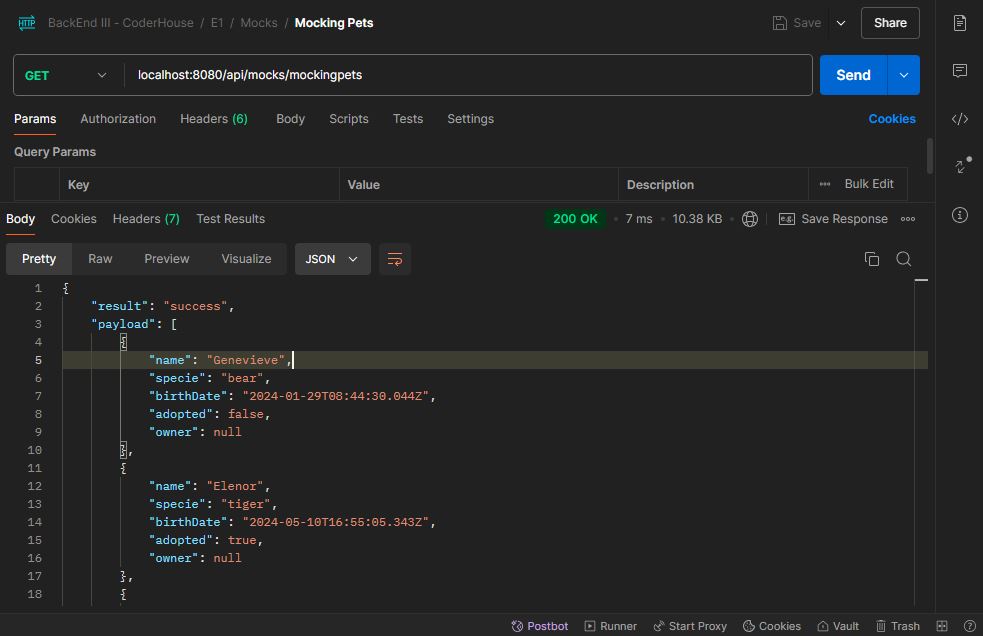 HTTP BackEnd III - CoderHouse / E1 / Mocks / Mocking Pets Save Share
GET localhost:8080/api/mocks/mockingpets Send
Params Authorization Headers (6) Body Scripts Tests Settings Cookies
Query Params
Key Value Description Bulk Edit
Body Cookies Headers (7) Test Results 200 OK 7 ms 10.38 KB e.g. Save Response
Pretty Raw Preview Visualize JSON
1 {
2 "result": "success",
3 "payload": [
4 {
5 "name": "Genevieve",
6 "specie": "bear",
7 "birthDate": "2024-01-29T08:44:30.044Z",
8 "adopted": false,
9 "owner": null
10 },
11 {
12 "name": "Elenor",
13 "specie": "tiger",
14 "birthDate": "2024-05-10T16:55:05.343Z",
15 "adopted": true,
16 "owner": null
17 },
18 {
Postbot Runner Start Proxy Cookies Vault Trash